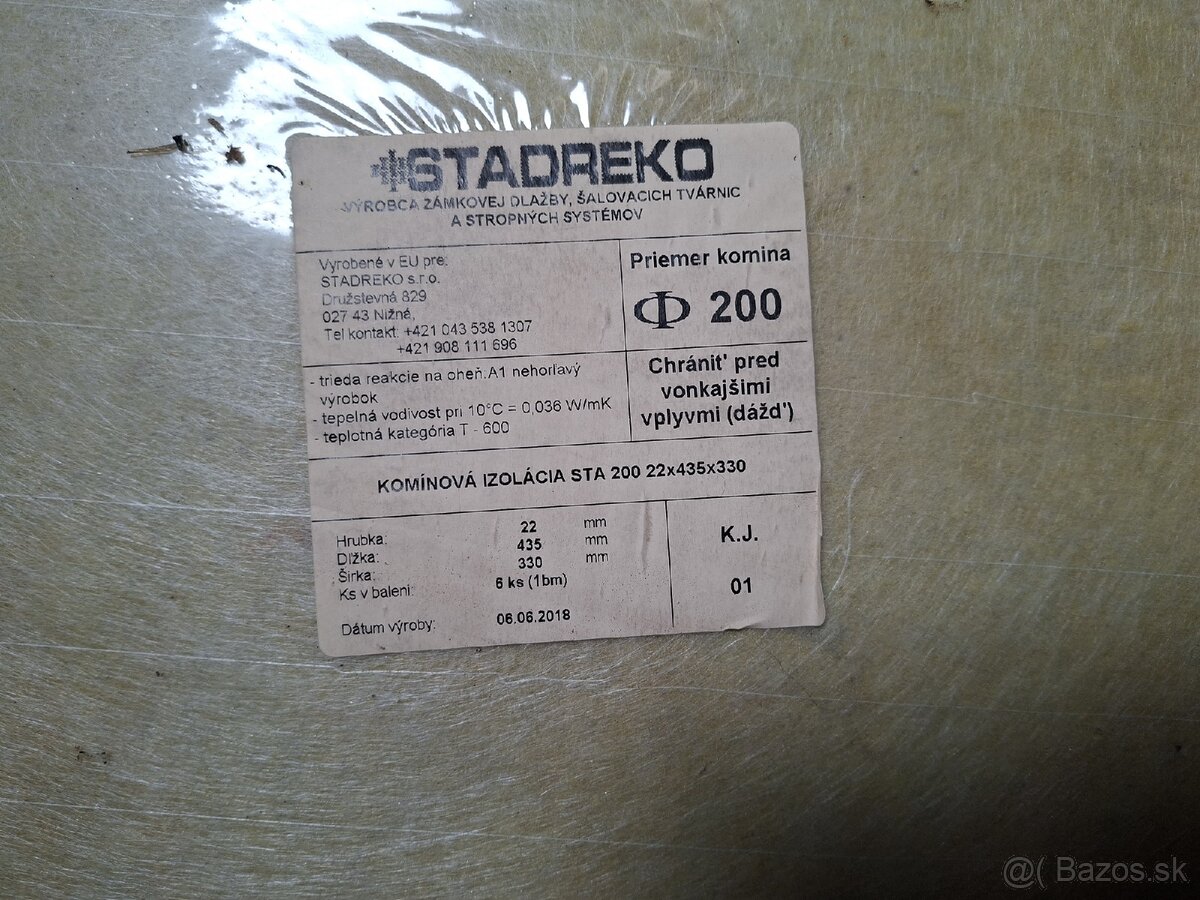 STADREKO
VÝROBCA ZÁMKOVEJ DLAŽBY, ŠALOVACICH TVÁRNIC
A STROPNÝCH SYSTÉMOV
Vyrobené v EU pre:
STADREKO s.r.o.
Družstevná 829
027 43 Nižná,
Tel kontakt: +421 043 538 1307
+421 908 111 696
Priemer komina
Φ 200
- trieda reakcie na oheň.A1 nehorľavý
výrobok
- tepelná vodivost pri 10°C = 0,036 W/mK
- teplotná kategória T - 600
Chrániť pred
vonkajšími
vplyvmi (dážď)
KOMÍNOVÁ IZOLÁCIA STA 200 22x435x330
Hrubka: 22 mm
Dĺžka: 435 mm
Šírka: 330 mm
Ks v balení: 6 ks (1bm)
Dátum výroby: 06.06.2018
K.J.
01
@( Bazos.sk